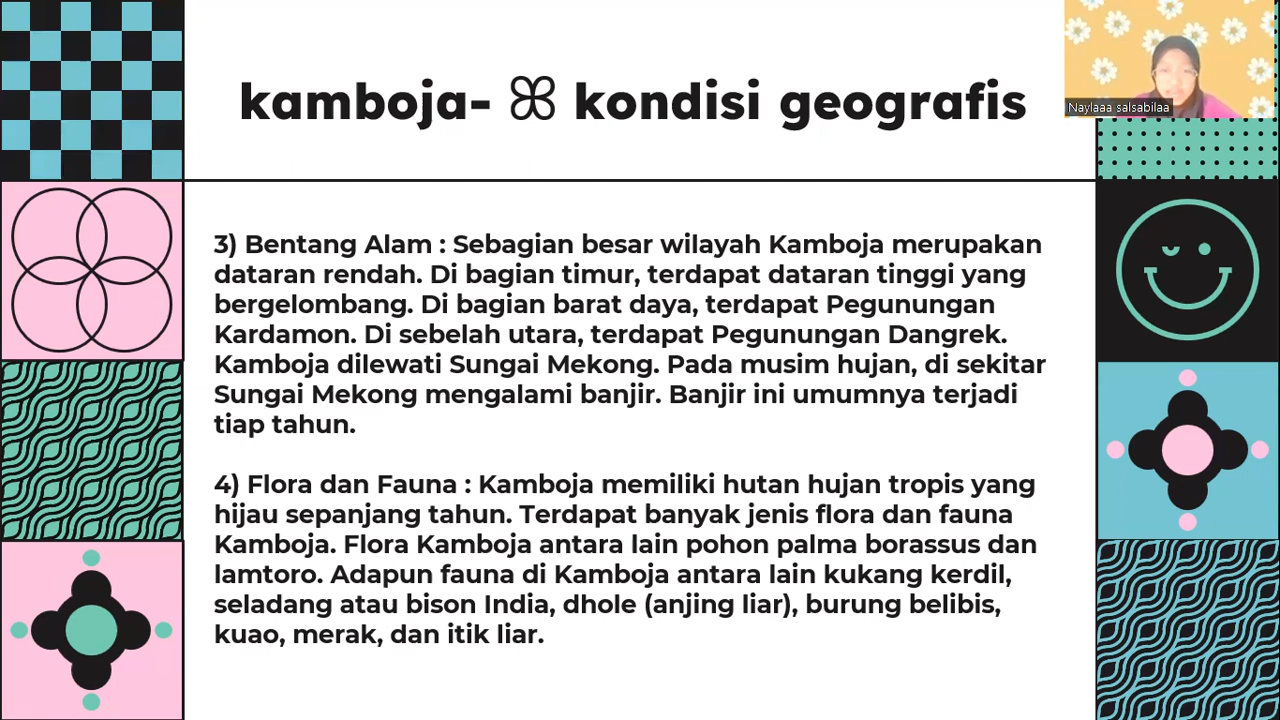 kamboja- kondisi geografis
Naylaaa salsabilaa
3) Bentang Alam : Sebagian besar wilayah Kamboja merupakan
dataran rendah. Di bagian timur, terdapat dataran tinggi yang
bergelombang. Di bagian barat daya, terdapat Pegunungan
Kardamon. Di sebelah utara, terdapat Pegunungan Dangrek.
Kamboja dilewati Sungai Mekong. Pada musim hujan, di sekitar
Sungai Mekong mengalami banjir. Banjir ini umumnya terjadi
tiap tahun.
4) Flora dan Fauna : Kamboja memiliki hutan hujan tropis yang
hijau sepanjang tahun. Terdapat banyak jenis flora dan fauna
Kamboja. Flora Kamboja antara lain pohon palma borassus dan
lamtoro. Adapun fauna di Kamboja antara lain kukang kerdil,
seladang atau bison India, dhole (anjing liar), burung belibis,
kuao, merak, dan itik liar.